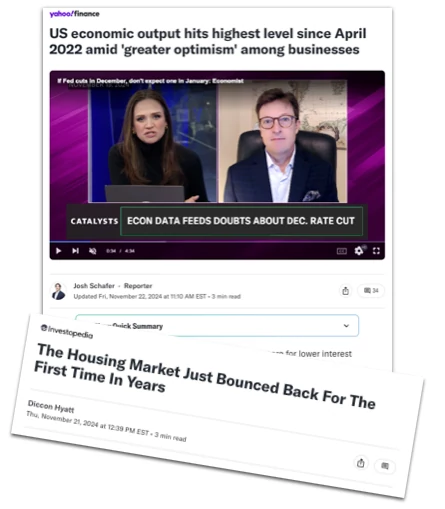 yahoo!finance
US economic output hits highest level since April
2022 amid 'greater optimism' among businesses
If Fed cuts in December, don't expect one in January: Economist
NOVEMBER 18, 2024
CATALYSTS ECON DATA FEEDS DOUBTS ABOUT DEC. RATE CUT
0:34 / 4:34
Josh Schafer · Reporter
Updated Fri, November 22, 2024 at 11:10 AM EST • 3 min read
34
Quick Summary
for lower interest
Investopedia
The Housing Market Just Bounced Back For The
First Time In Years
Diccon Hyatt
Thu, November 21, 2024 at 12:39 PM EST • 3 min read